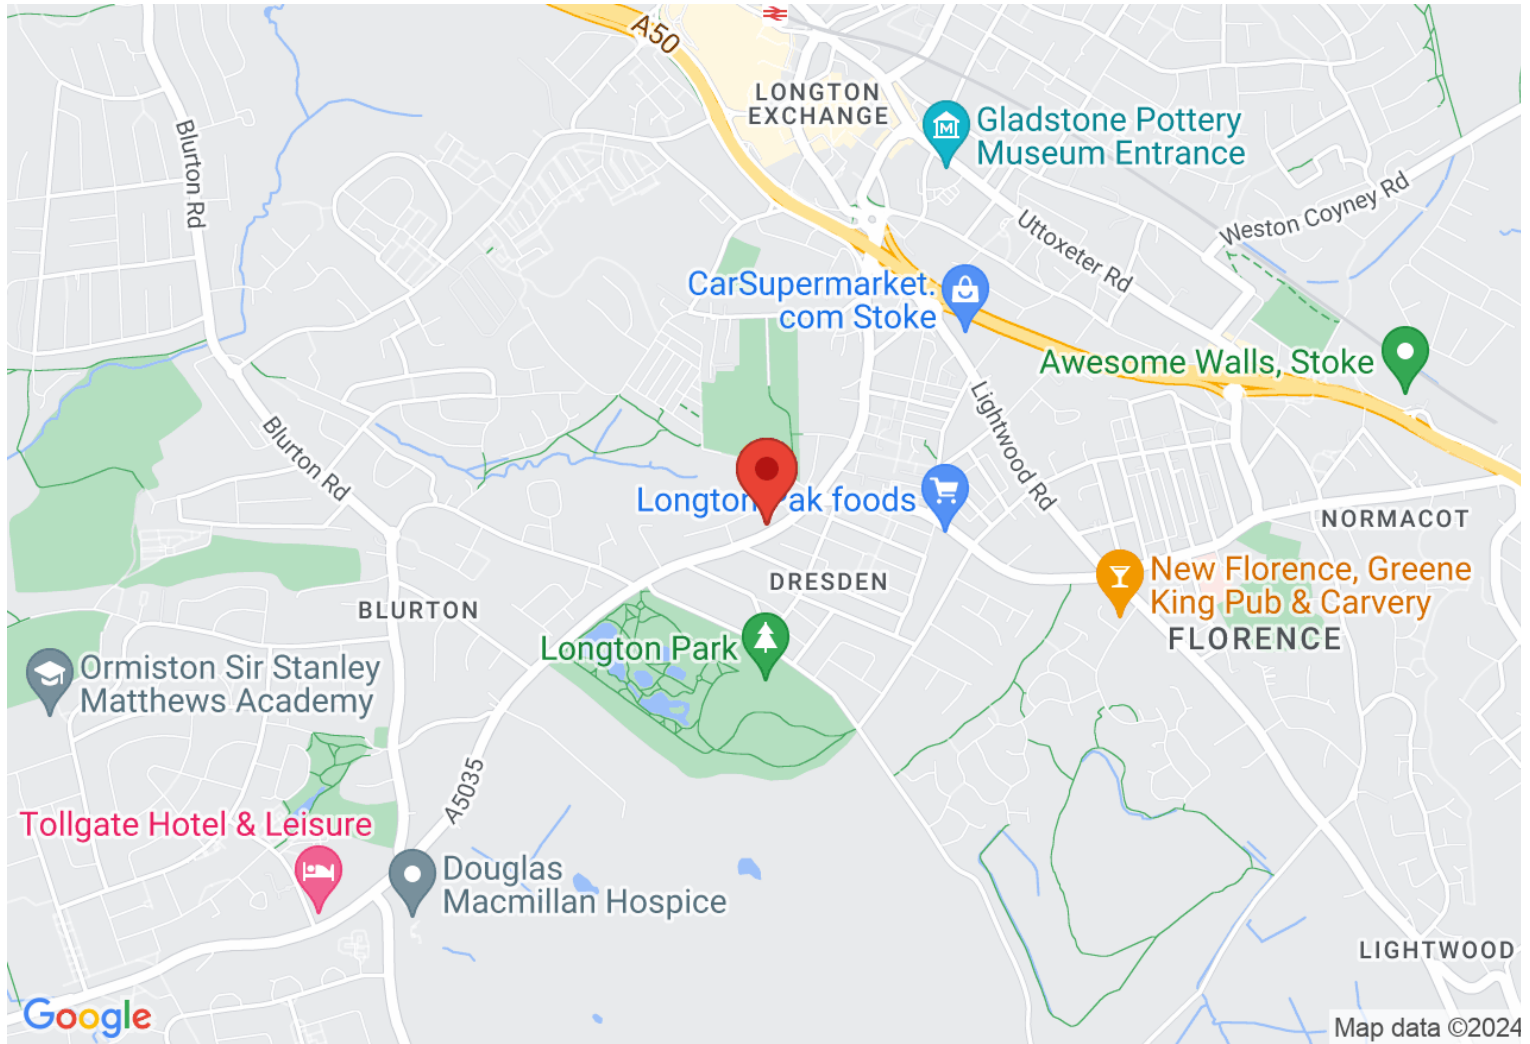 A50
LONGTON
EXCHANGE
Gladstone Pottery
Museum Entrance
Blurton Rd
Weston Coyney Rd
Uttoxeter Rd
CarSupermarket.
com Stoke
Awesome Walls, Stoke
Lightwood Rd
Blurton Rd
Longton Pak foods
NORMACOT
DRESDEN
New Florence, Greene
King Pub & Carvery
BLURTON
FLORENCE
Longton Park
Ormiston Sir Stanley
Matthews Academy
A5035
Tollgate Hotel & Leisure
Douglas
Macmillan Hospice
LIGHTWOOD
Google
Map data ©2024